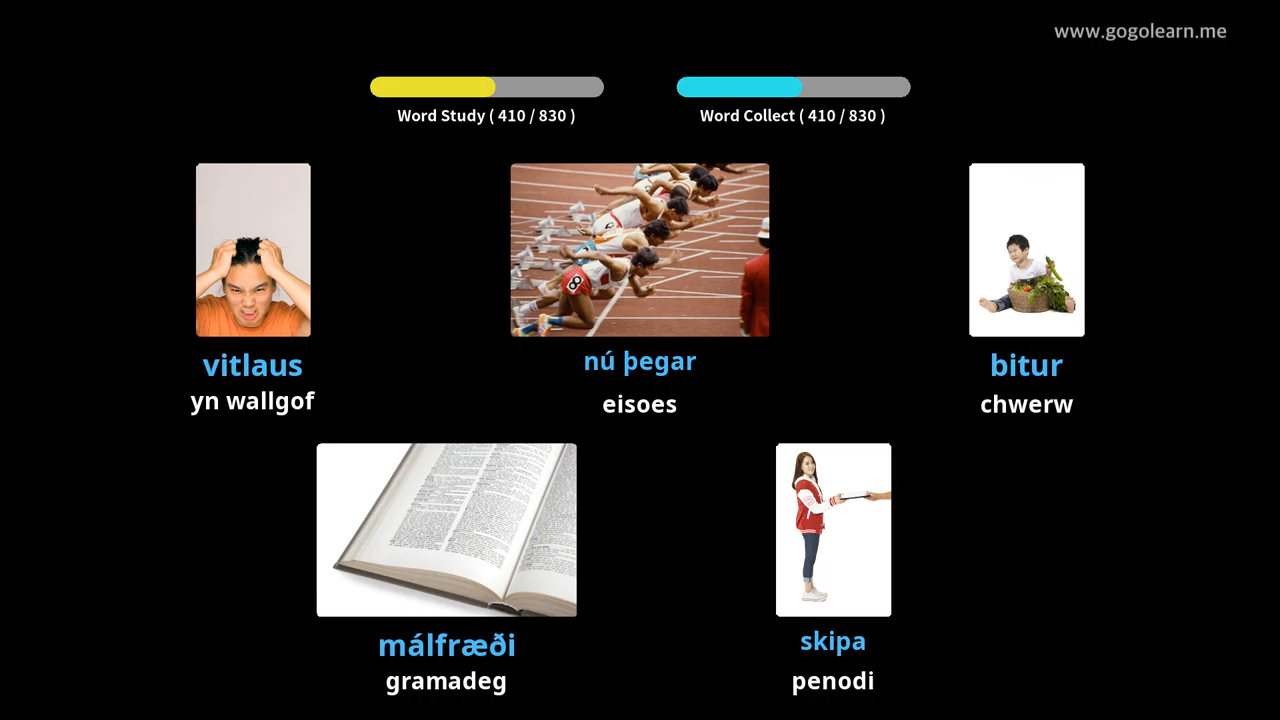 www.gogolearn.me
Word Study ( 410 / 830 )
Word Collect ( 410 / 830 )
vitlaus
yn wallgof
nú þegar
eisoes
bitur
chwerw
málfræði
gramadeg
skipa
penodi